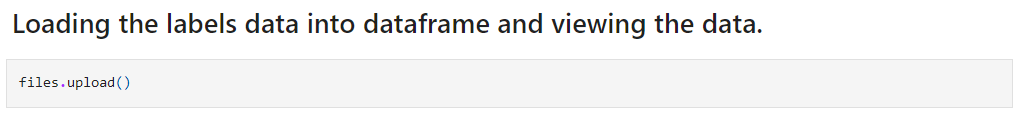 Loading the labels data into dataframe and viewing the data.
files.upload()